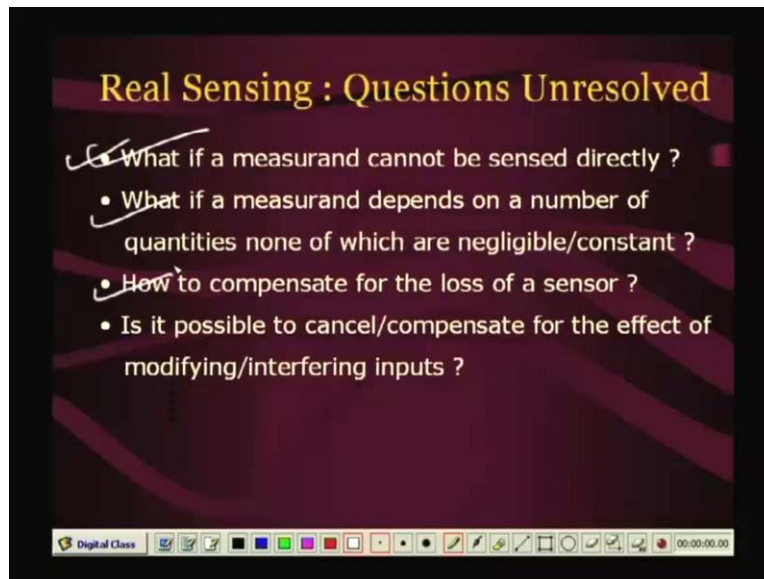 Real Sensing : Questions Unresolved
• What if a measurand cannot be sensed directly ?
• What if a measurand depends on a number of
quantities none of which are negligible/constant ?
• How to compensate for the loss of a sensor ?
• Is it possible to cancel/compensate for the effect of
modifying/interfering inputs ?
Digital Class 00:00:00.00